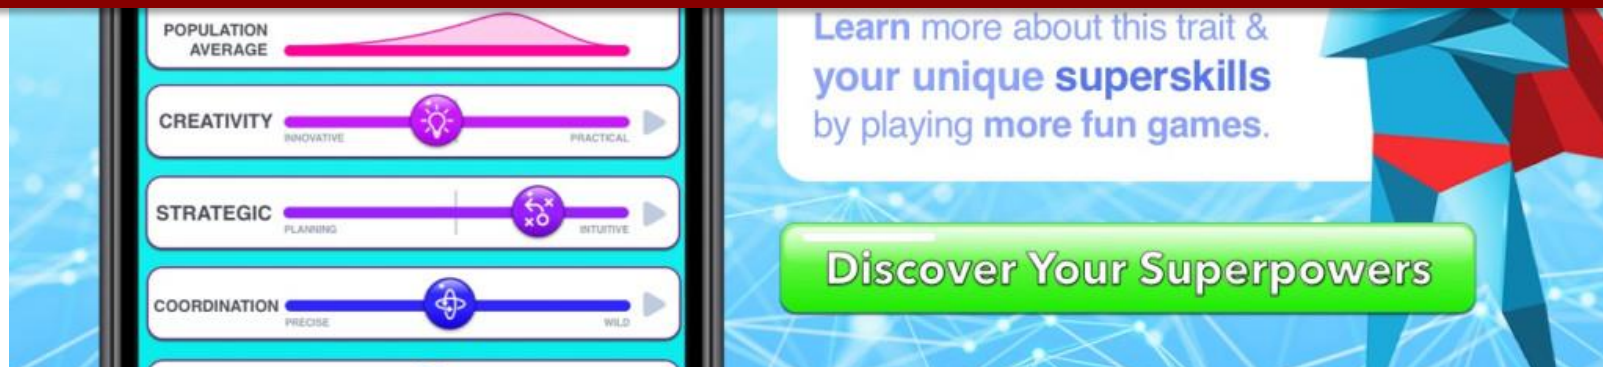 POPULATION
AVERAGE
CREATIVITY
INNOVATIVE
PRACTICAL
STRATEGIC
PLANNING
INTUITIVE
COORDINATION
PRECISE
WILD
Learn more about this trait &
your unique superskills
by playing more fun games.
Discover Your Superpowers